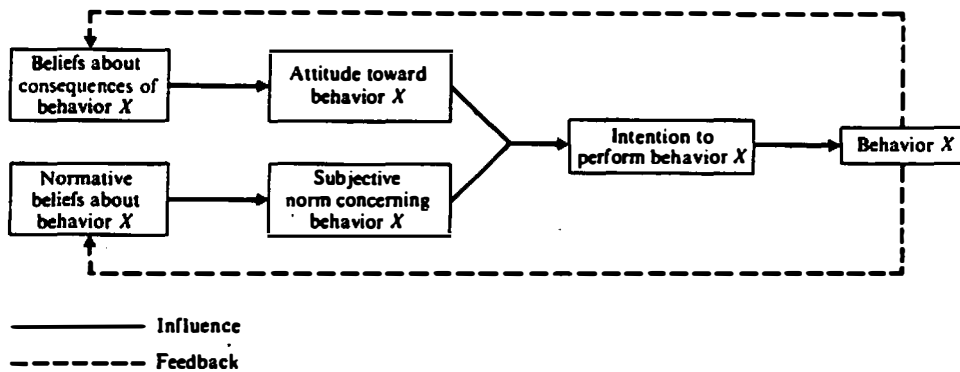 Beliefs about
consequences of
behavior X
Attitude toward
behavior X
Intention to
perform behavior X
Behavior X
Normative
beliefs about
behavior X
Subjective
norm concerning
behavior X
Influence
Feedback